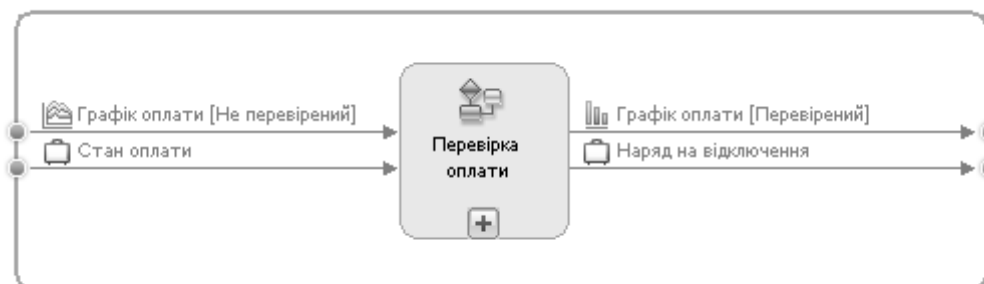 Графік оплати [Не перевірений]
Стан оплати
Перевірка
оплати
Графік оплати [Перевірений]
Наряд на відключення